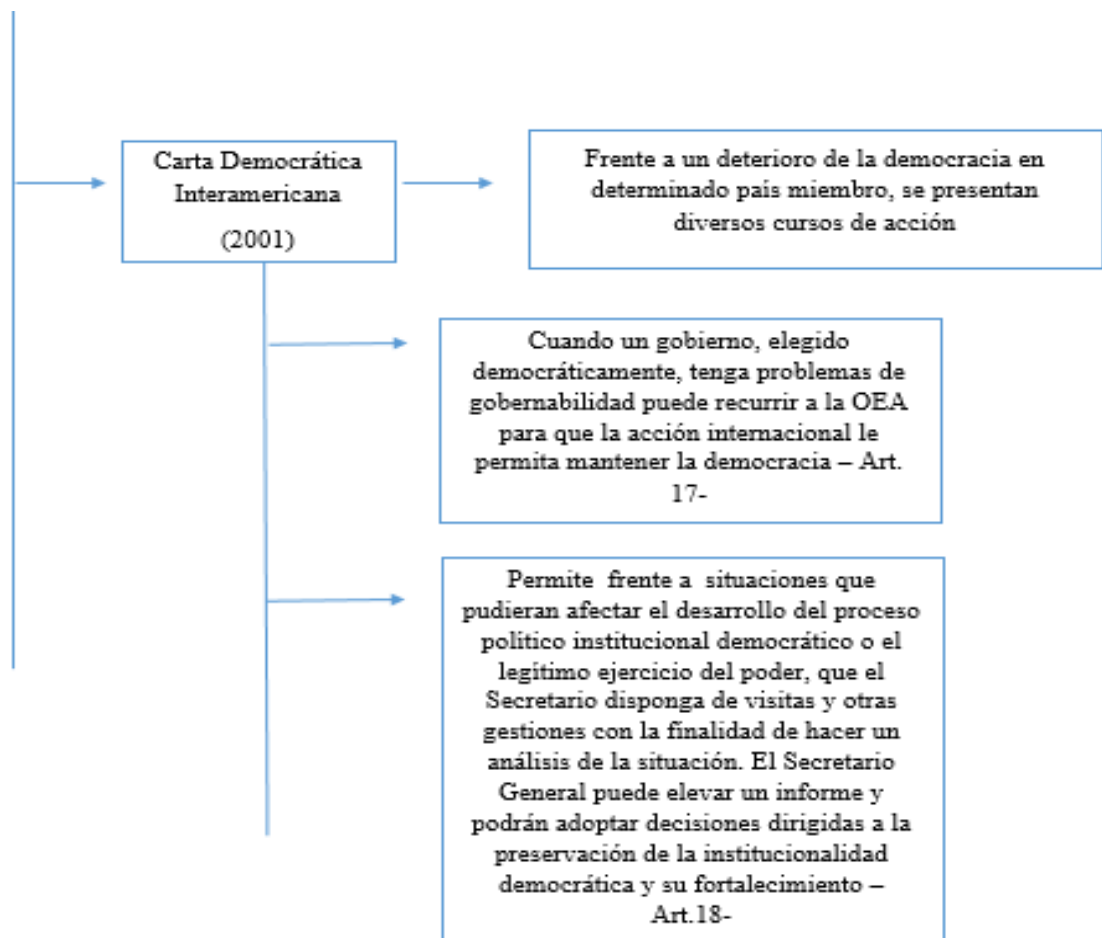 Carta Democrática
Interamericana
(2001)
Frente a un deterioro de la democracia en
determinado país miembro, se presentan
diversos cursos de acción
Cuando un gobierno, elegido
democráticamente, tenga problemas de
gobernabilidad puede recurrir a la OEA
para que la acción internacional le
permita mantener la democracia – Art.
17-
Permite frente a situaciones que
pudieran afectar el desarrollo del proceso
político institucional democrático o el
legítimo ejercicio del poder, que el
Secretario disponga de visitas y otras
gestiones con la finalidad de hacer un
análisis de la situación. El Secretario
General puede elevar un informe y
podrán adoptar decisiones dirigidas a la
preservación de la institucionalidad
democrática y su fortalecimiento –
Art.18-